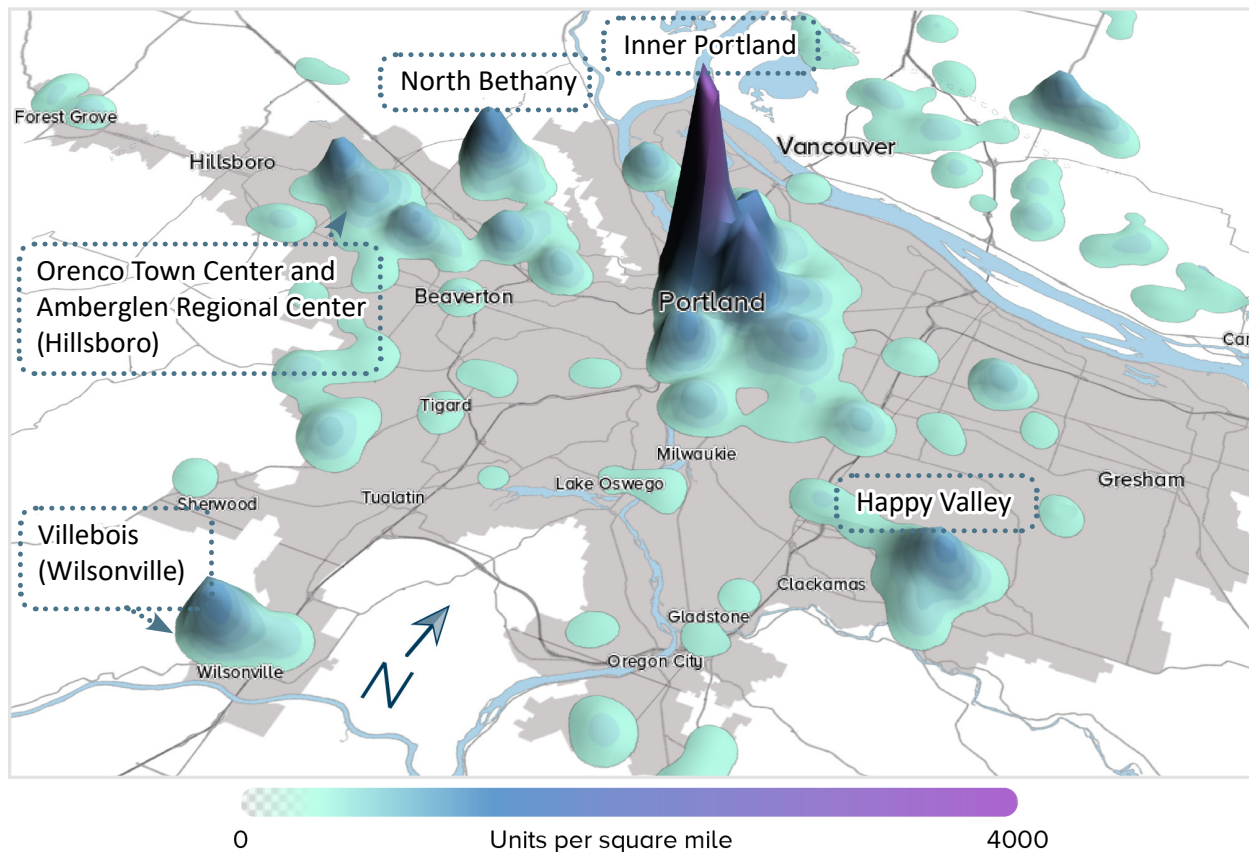 Inner Portland
North Bethany
Forest Grove
Hillsboro
Vancouver
Orenco Town Center and
Amberglen Regional Center
(Hillsboro)
Beaverton
Portland
Tigard
Milwaukie
Lake Oswego
Gresham
Sherwood
Tualatin
Happy Valley
Villebois
(Wilsonville)
Clackamas
Gladstone
Oregon City
Wilsonville
N
0
Units per square mile
4000